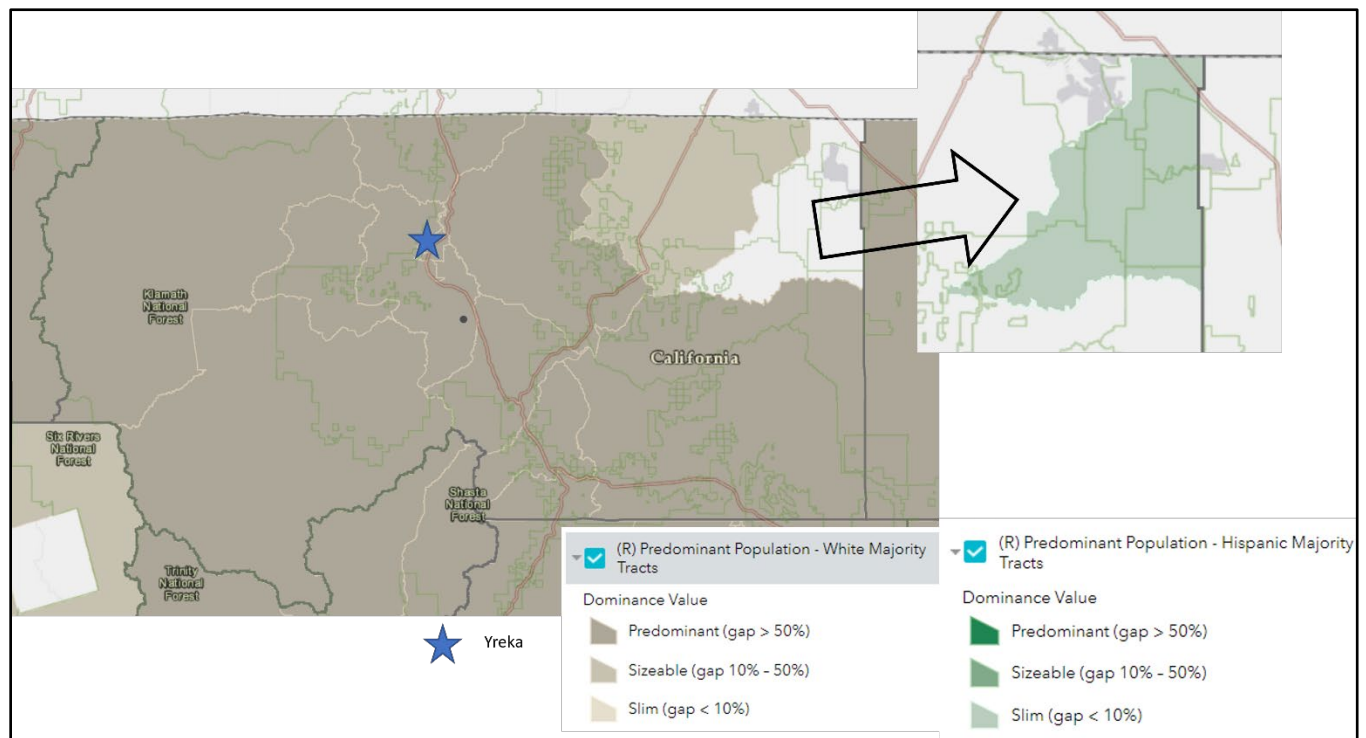 Klamath
National
Forest
California
Six Rivers
National
Forest
Shasta
National
Forest
Trinity
National
Forest
Yreka
(R) Predominant Population - White Majority
Tracts
Dominance Value
Predominant (gap > 50%)
Sizeable (gap 10% – 50%)
Slim (gap < 10%)
(R) Predominant Population - Hispanic Majority
Tracts
Dominance Value
Predominant (gap > 50%)
Sizeable (gap 10% – 50%)
Slim (gap < 10%)